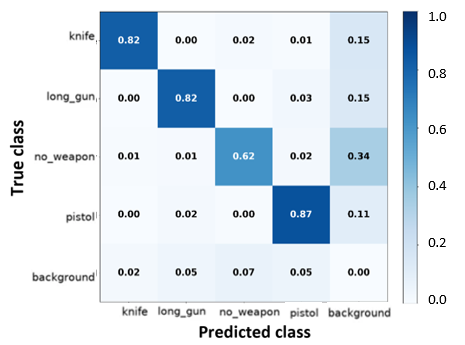 knife 0.82 0.00 0.02 0.01 0.15
long_gun 0.00 0.82 0.00 0.03 0.15
no_weapon 0.01 0.01 0.62 0.02 0.34
pistol 0.00 0.02 0.00 0.87 0.11
background 0.02 0.05 0.07 0.05 0.00
knife long_gun no_weapon pistol background
Predicted class
True class
1.0
0.8
0.6
0.4
0.2
0.0